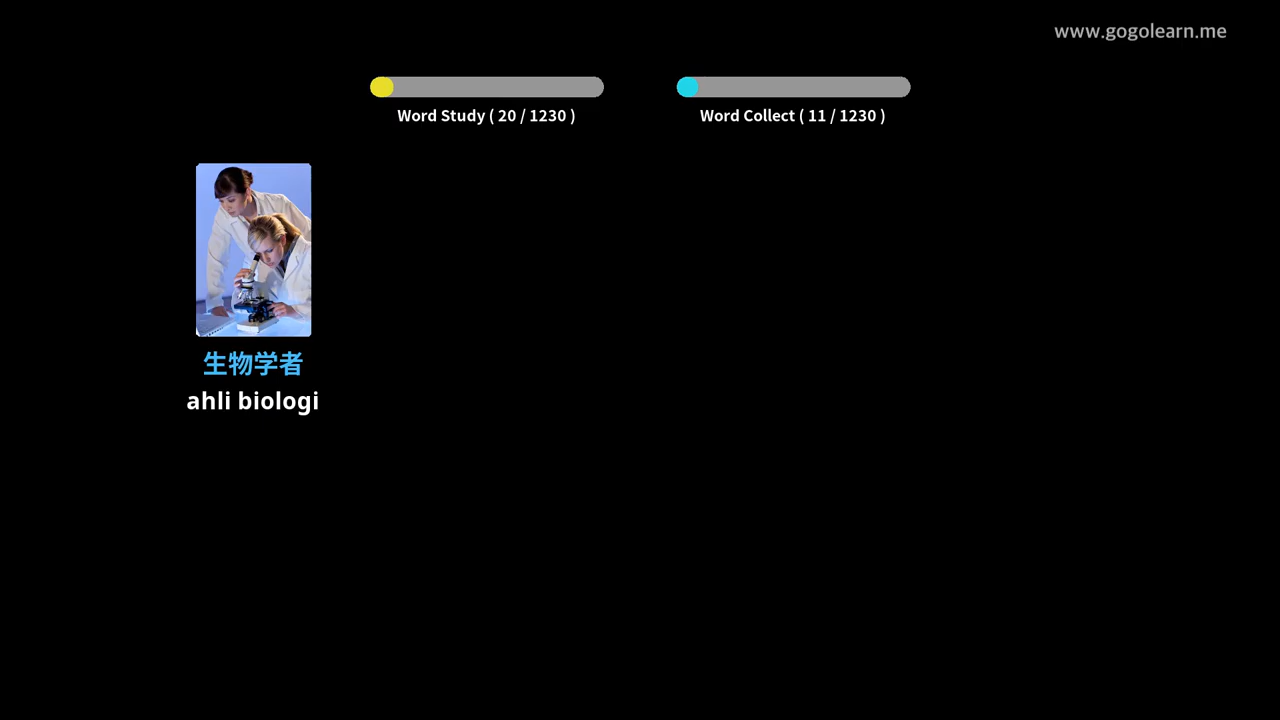 www.gogolearn.me
Word Study ( 20 / 1230 )
Word Collect ( 11 / 1230 )
生物学者
ahli biologi